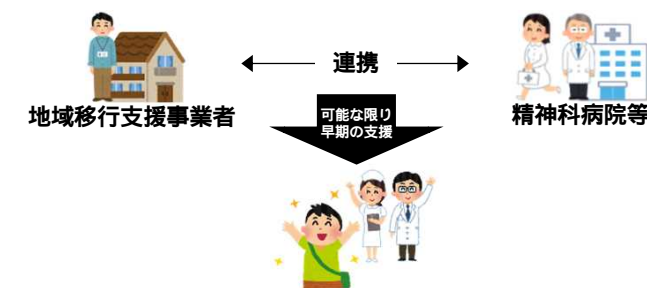 連携
地域移行支援事業者
精神科病院等
可能な限り
早期の支援